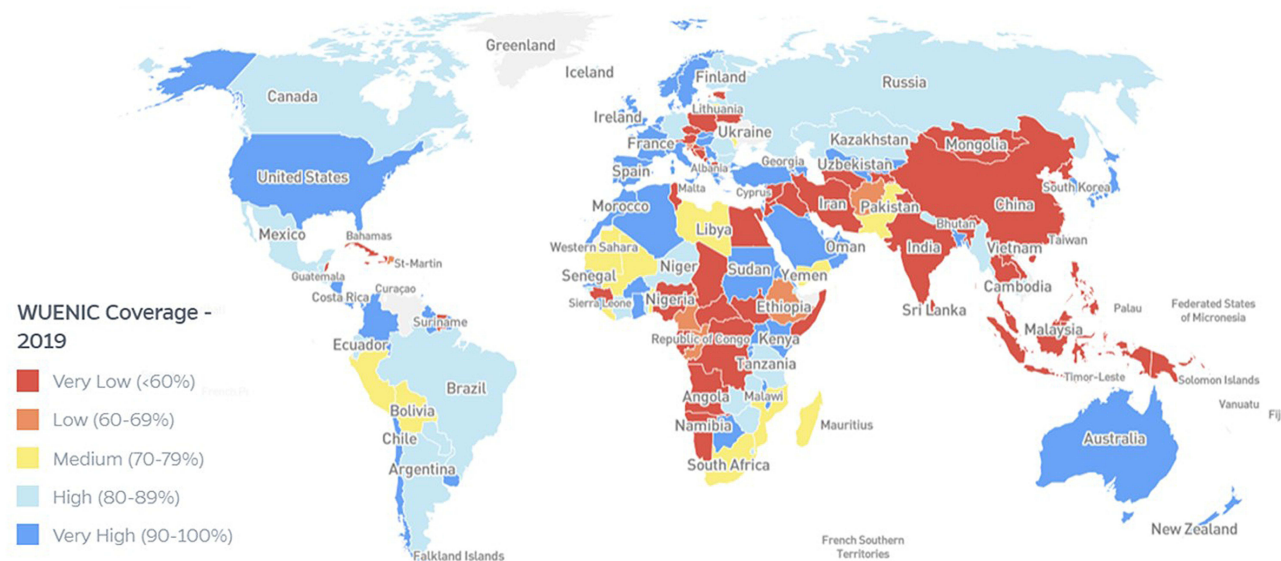 Greenland
Iceland
Finland
Russia
Canada
Lithuania
Ireland
Ukraine
France
Kazakhstan
Mongolia
Georgia
Uzbekistan
Albania
Spain
United States
Malta
Cyprus
South Korea
Morocco
Iran
Pakistan
China
Libya
Bhutan
Mexico
Bahamas
Western Sahara
Oman
India
Vietnam
Taiwan
St-Martin
Guatemala
Senegal
Niger
Sudan
Yemen
Cambodia
Costa Rica
Curaçao
Sierra Leone
Nigeria
Ethiopia
Sri Lanka
Palau
Federated States
of Micronesia
WUENIC Coverage -
2019
Suriname
Ecuador
Republic of Congo
Kenya
Malaysia
Tanzania
Very Low (<60%)
Brazil
Timor-Leste
Solomon Islands
Angola
Malawi
Vanuatu
Low (60-69%)
Bolivia
Namibia
Mauritius
Fij
Chile
Australia
Medium (70-79%)
Argentina
South Africa
High (80-89%)
Very High (90-100%)
New Zealand
Falkland Islands
French Southern
Territories